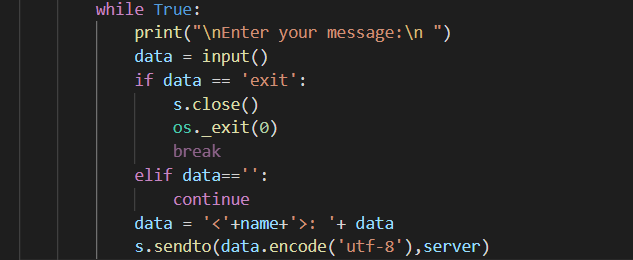 while True:
print("\nEnter your message:\n ")
data = input()
if data == 'exit':
s.close()
os._exit(0)
break
elif data=='':
continue
data = '<'+name+'>: '+ data
s.sendto(data.encode('utf-8'),server)